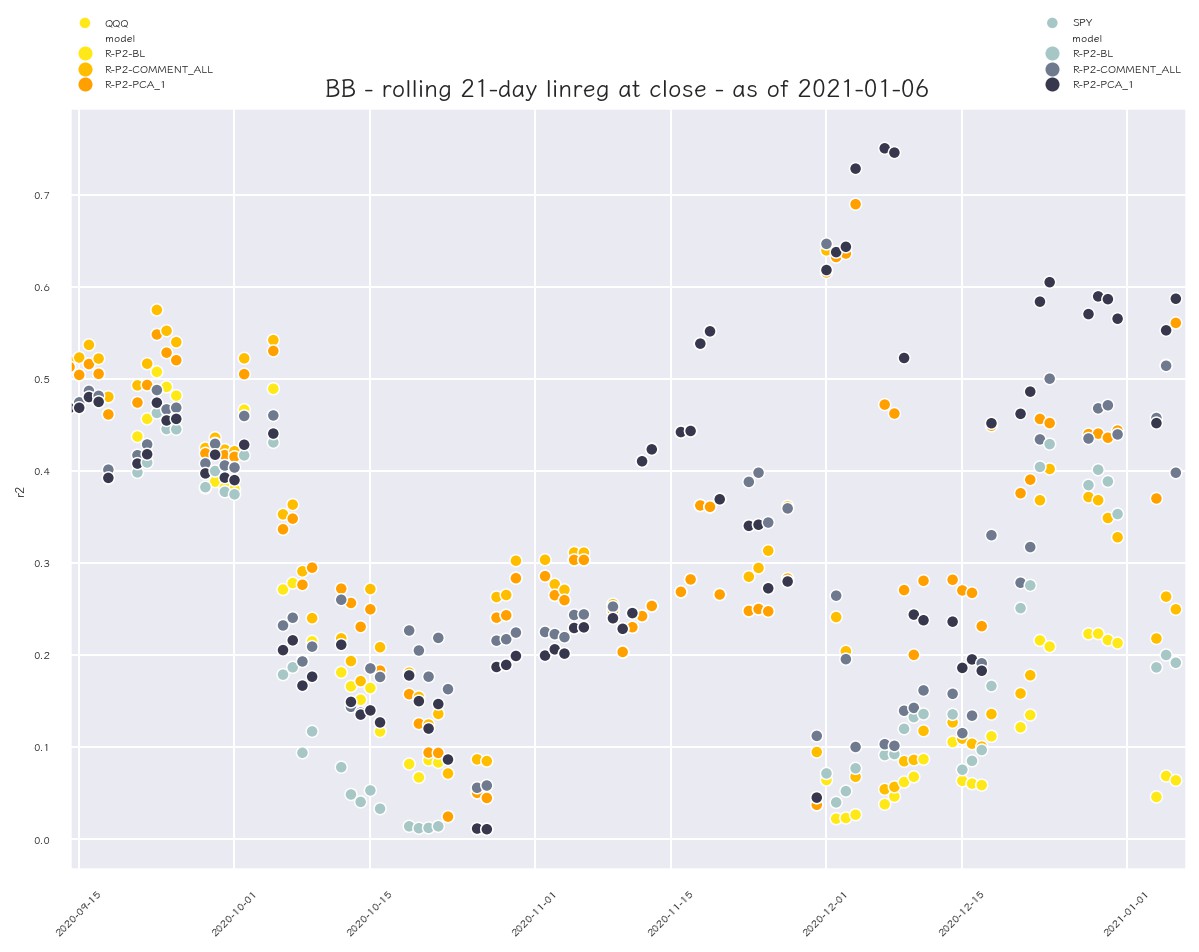 QQQ
model
R-P2-BL
R-P2-COMMENT_ALL
R-P2-PCA_1
SPY
model
R-P2-BL
R-P2-COMMENT_ALL
R-P2-PCA_1
BB - rolling 21-day linreg at close - as of 2021-01-06
r2
0.7
0.6
0.5
0.4
0.3
0.2
0.1
0.0
2020-09-15
2020-10-01
2020-10-15
2020-11-01
2020-11-15
2020-12-01
2020-12-15
2021-01-01